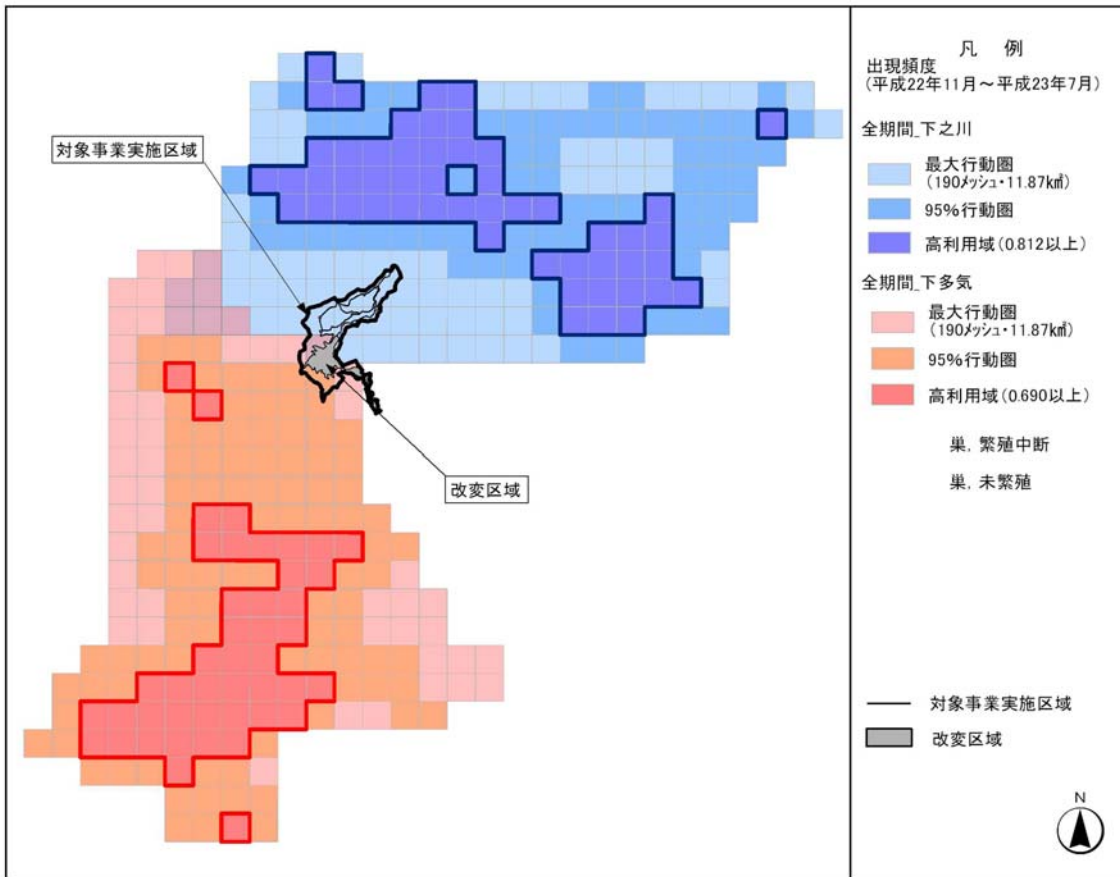 対象事業実施区域
改変区域
凡 例
出現頻度
(平成22年11月～平成23年7月)
全期間_下之川
最大行動圏
(190メッシュ・11.87k㎡)
95%行動圏
高利用域(0.812以上)
全期間_下多気
最大行動圏
(190メッシュ・11.87k㎡)
95%行動圏
高利用域(0.690以上)
巣, 繁殖中断
巣, 未繁殖
対象事業実施区域
改変区域
N